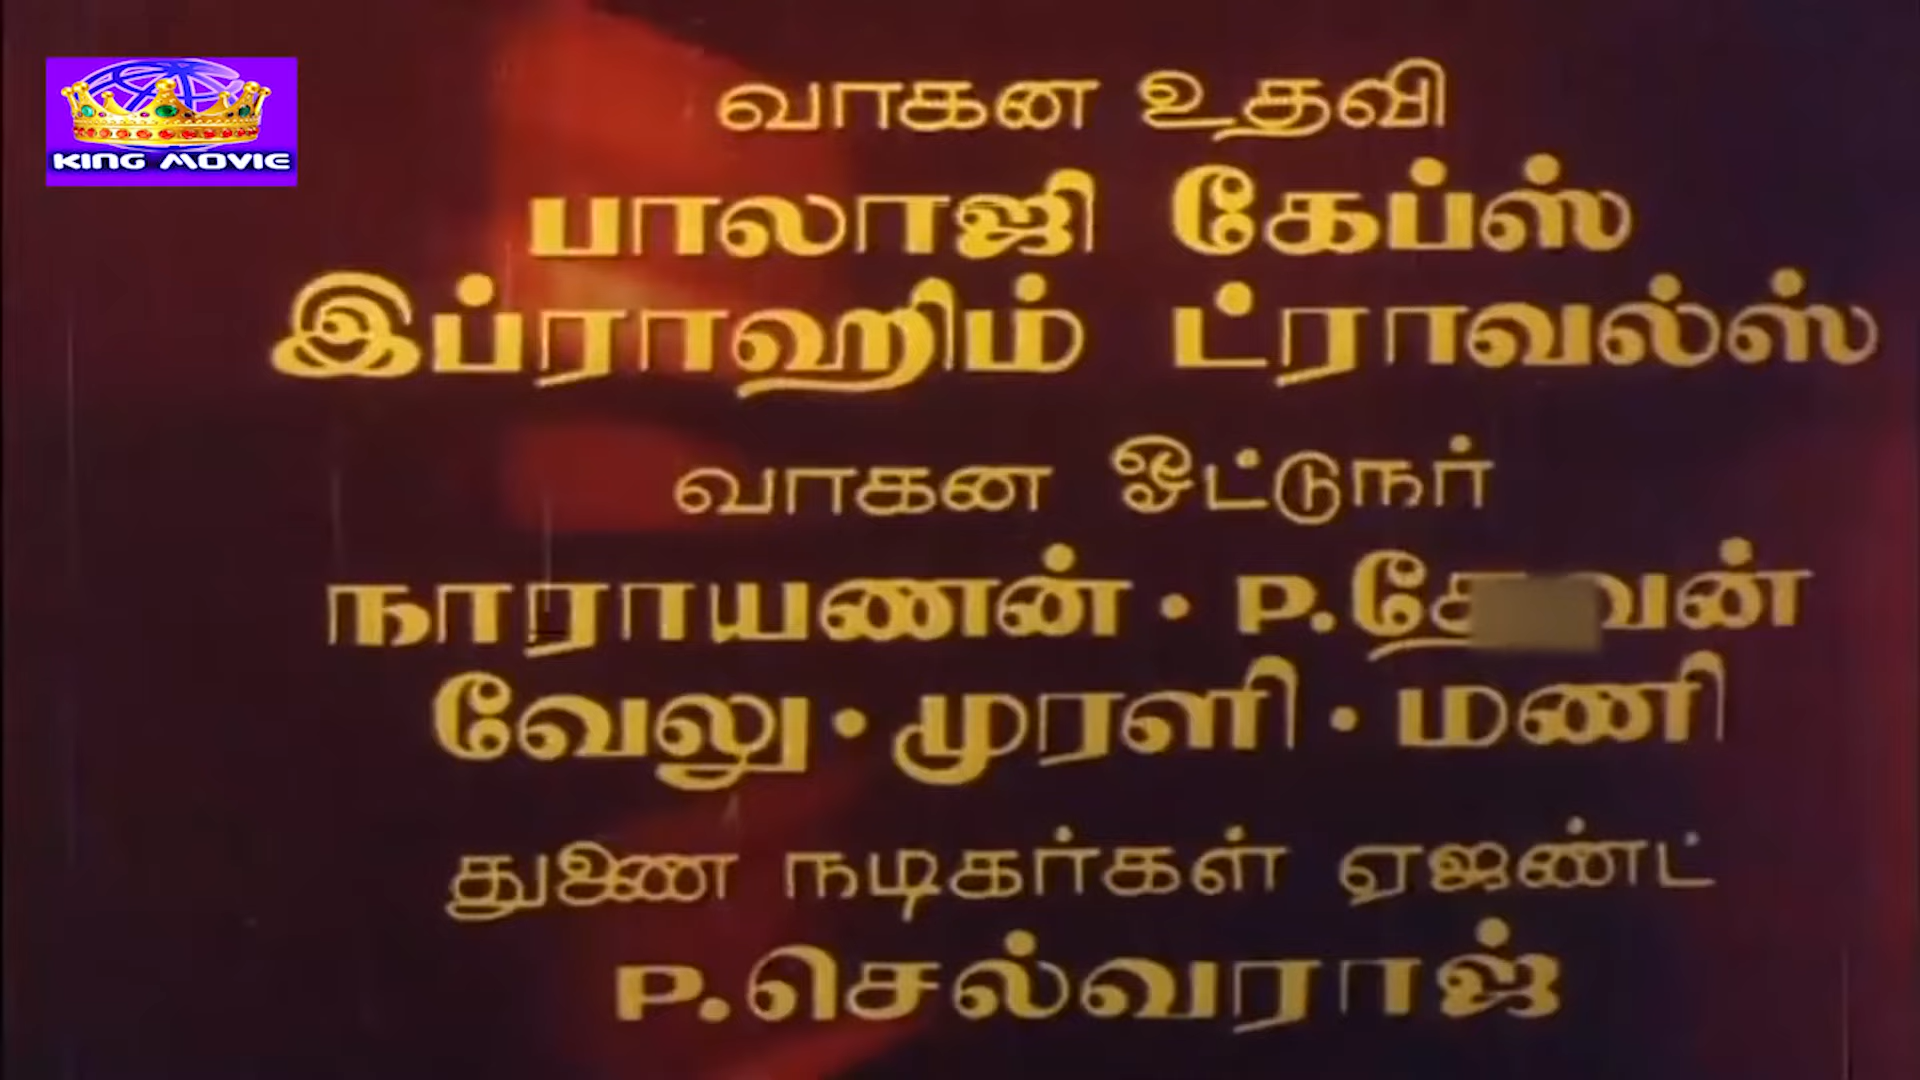 KING MOVIE
வாகன உதவி
பாலாஜி கேப்ஸ்
இப்ராஹிம் ட்ராவல்ஸ்
வாகன ஓட்டுநர்
நாராயணன் • P.
வேலு • முரளி • மணி
துணை நடிகர்கள் ஏஜண்ட்
P.செல்வராஜ்